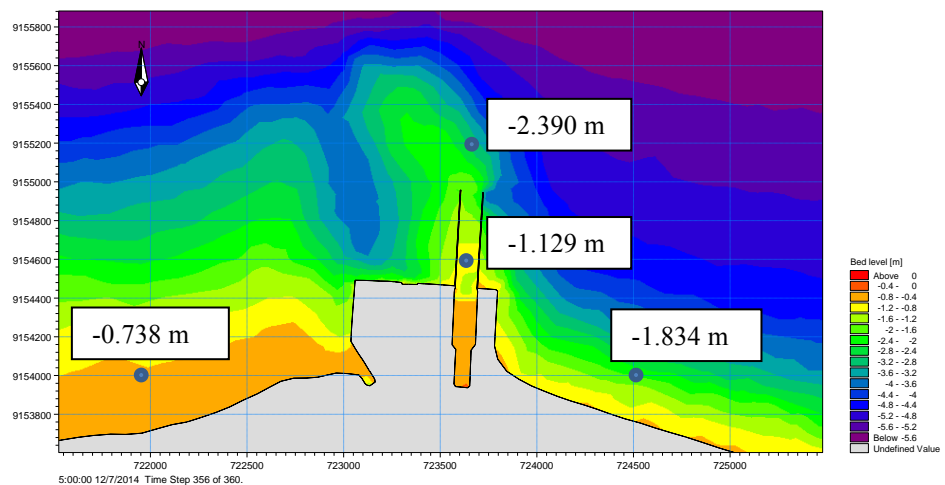 9155800
9155600
9155400
9155200
9155000
9154800
9154600
9154400
9154200
9154000
9153800
N
-2.390 m
-1.129 m
-0.738 m
-1.834 m
722000 722500 723000 723500 724000 724500 725000
5:00:00 12/7/2014 Time Step 356 of 360.
Bed level [m]
Above 0
-0.4 - 0
-0.8 - -0.4
-1.2 - -0.8
-1.6 - -1.2
-2 - -1.6
-2.4 - -2
-2.8 - -2.4
-3.2 - -2.8
-3.6 - -3.2
-4 - -3.6
-4.4 - -4
-4.8 - -4.4
-5.2 - -4.8
-5.6 - -5.2
Below -5.6
Undefined Value